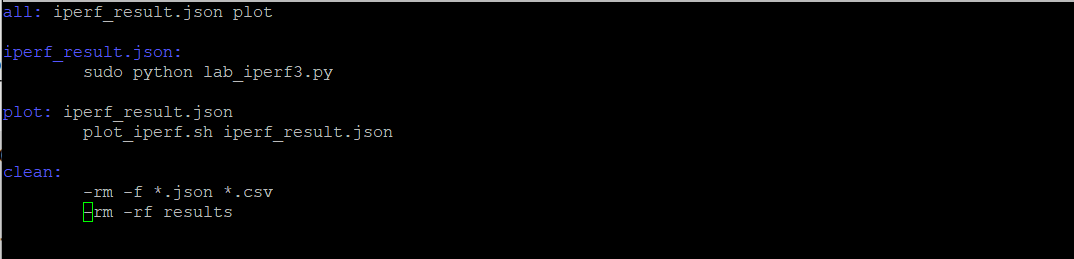 all: iperf_result.json plot
iperf_result.json:
sudo python lab_iperf3.py
plot: iperf_result.json
plot_iperf.sh iperf_result.json
clean:
-rm -f *.json *.csv
-rm -rf results